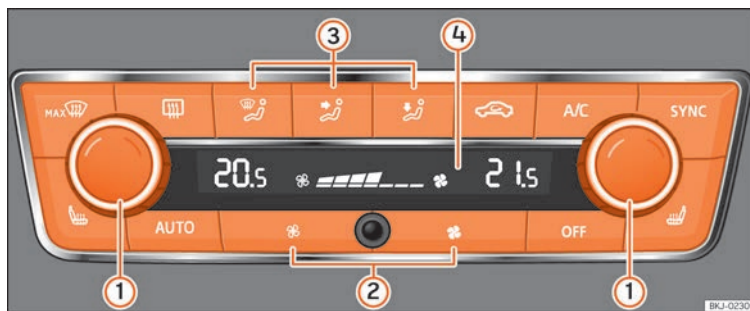 3 4
MAX A/C SYNC
20.5 21.5
AUTO OFF
1 2 1
BKJ-0230